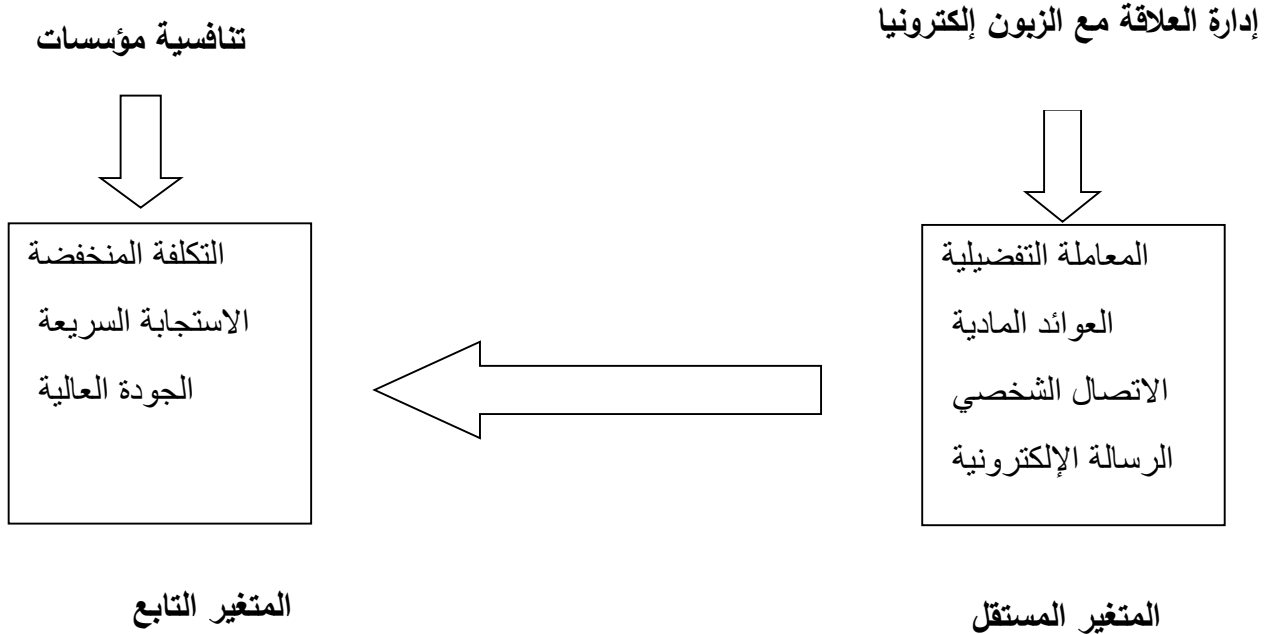 إدارة العلاقة مع الزبون إلكترونيا
المعاملة التفضيلية
العوائد المادية
الاتصال الشخصي
الرسالة الإلكترونية
المتغير المستقل
تنافسية مؤسسات
التكلفة المنخفضة
الاستجابة السريعة
الجودة العالية
المتغير التابع